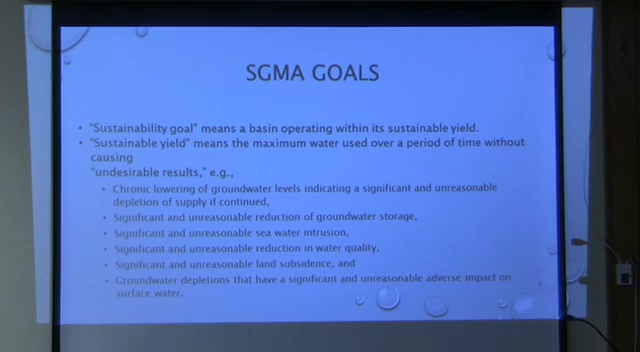 SGMA GOALS
• "Sustainability goal" means a basin operating within its sustainable yield.
• "Sustainable yield" means the maximum water used over a period of time without
causing
"undesirable results," e.g.,
• Chronic lowering of groundwater levels indicating a significant and unreasonable
depletion of supply if continued,
• Significant and unreasonable reduction of groundwater storage,
• Significant and unreasonable sea water intrusion,
• Significant and unreasonable reduction in water quality,
• Significant and unreasonable land subsidence, and
• Groundwater depletions that have a significant and unreasonable adverse impact on
surface water.